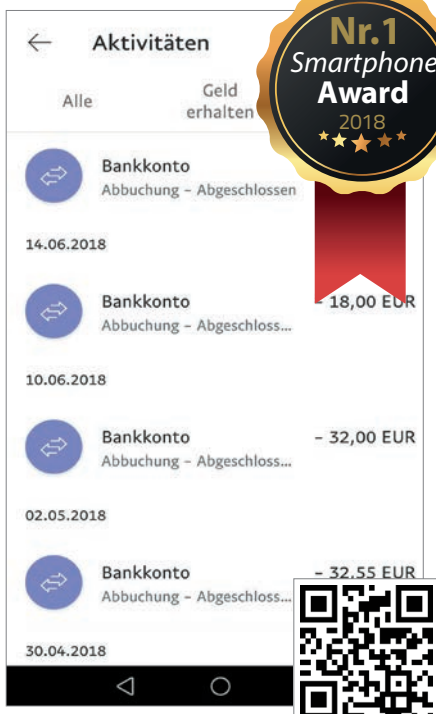 ← Aktivitäten
Nr.1
Smartphone
Award
2018
Alle
Geld
erhalten
Bankkonto
Abbuchung – Abgeschlossen
14.06.2018
Bankkonto
– 18,00 EUR
Abbuchung – Abgeschloss...
10.06.2018
Bankkonto
– 32,00 EUR
Abbuchung – Abgeschloss...
02.05.2018
Bankkonto
– 32,55 EUR
Abbuchung – Abgeschloss...
30.04.2018